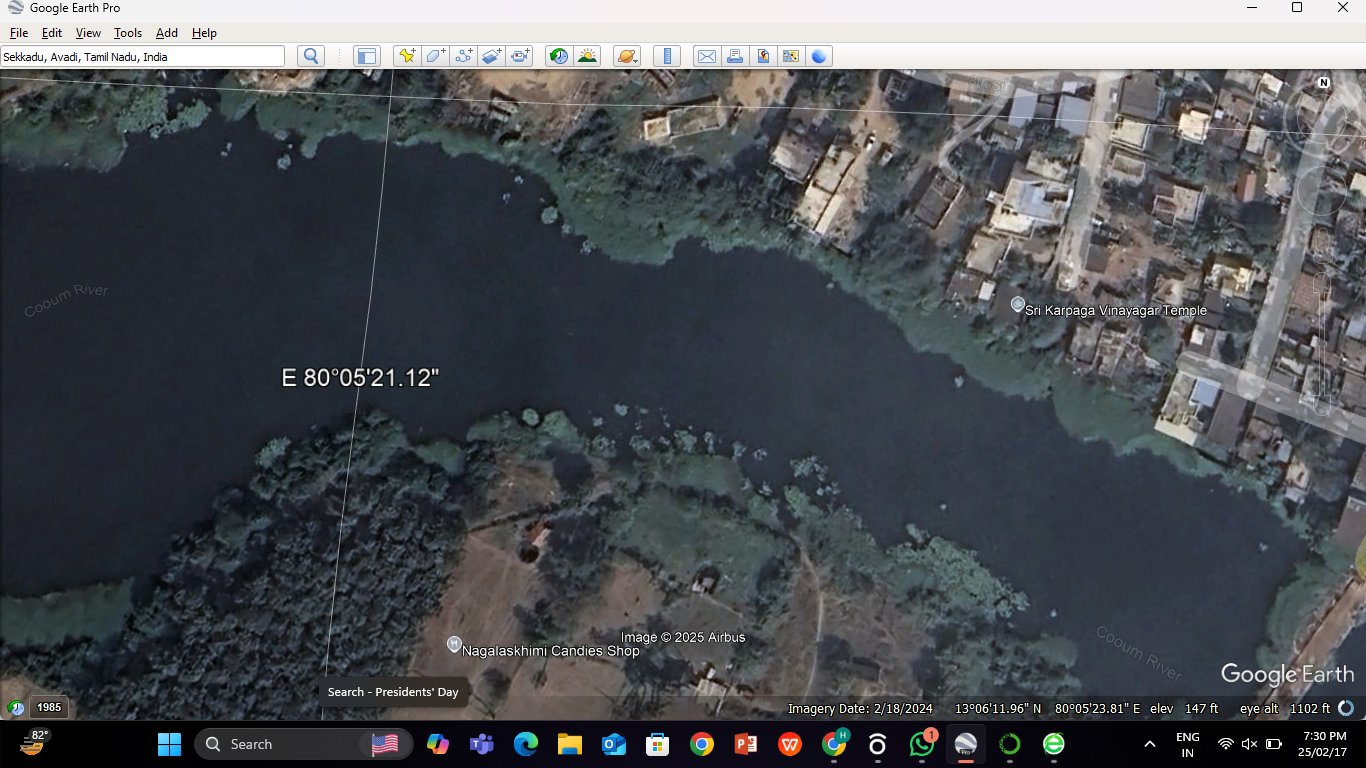 Google Earth Pro
File Edit View Tools Add Help
Sekkadu, Avadi, Tamil Nadu, India
N
Cooum River
Sri Karpaga Vinayagar Temple
E 80°05'21.12"
Image © 2025 Airbus
Cooum River
Nagalaskhimi Candies Shop
Google Earth
Search - Presidents' Day
1985
Imagery Date: 2/18/2024 13°06'11.96" N 80°05'23.81" E elev 147 ft eye alt 1102 ft
82°
Search
H
1
Pro
ENG
IN
7:30 PM
25/02/17